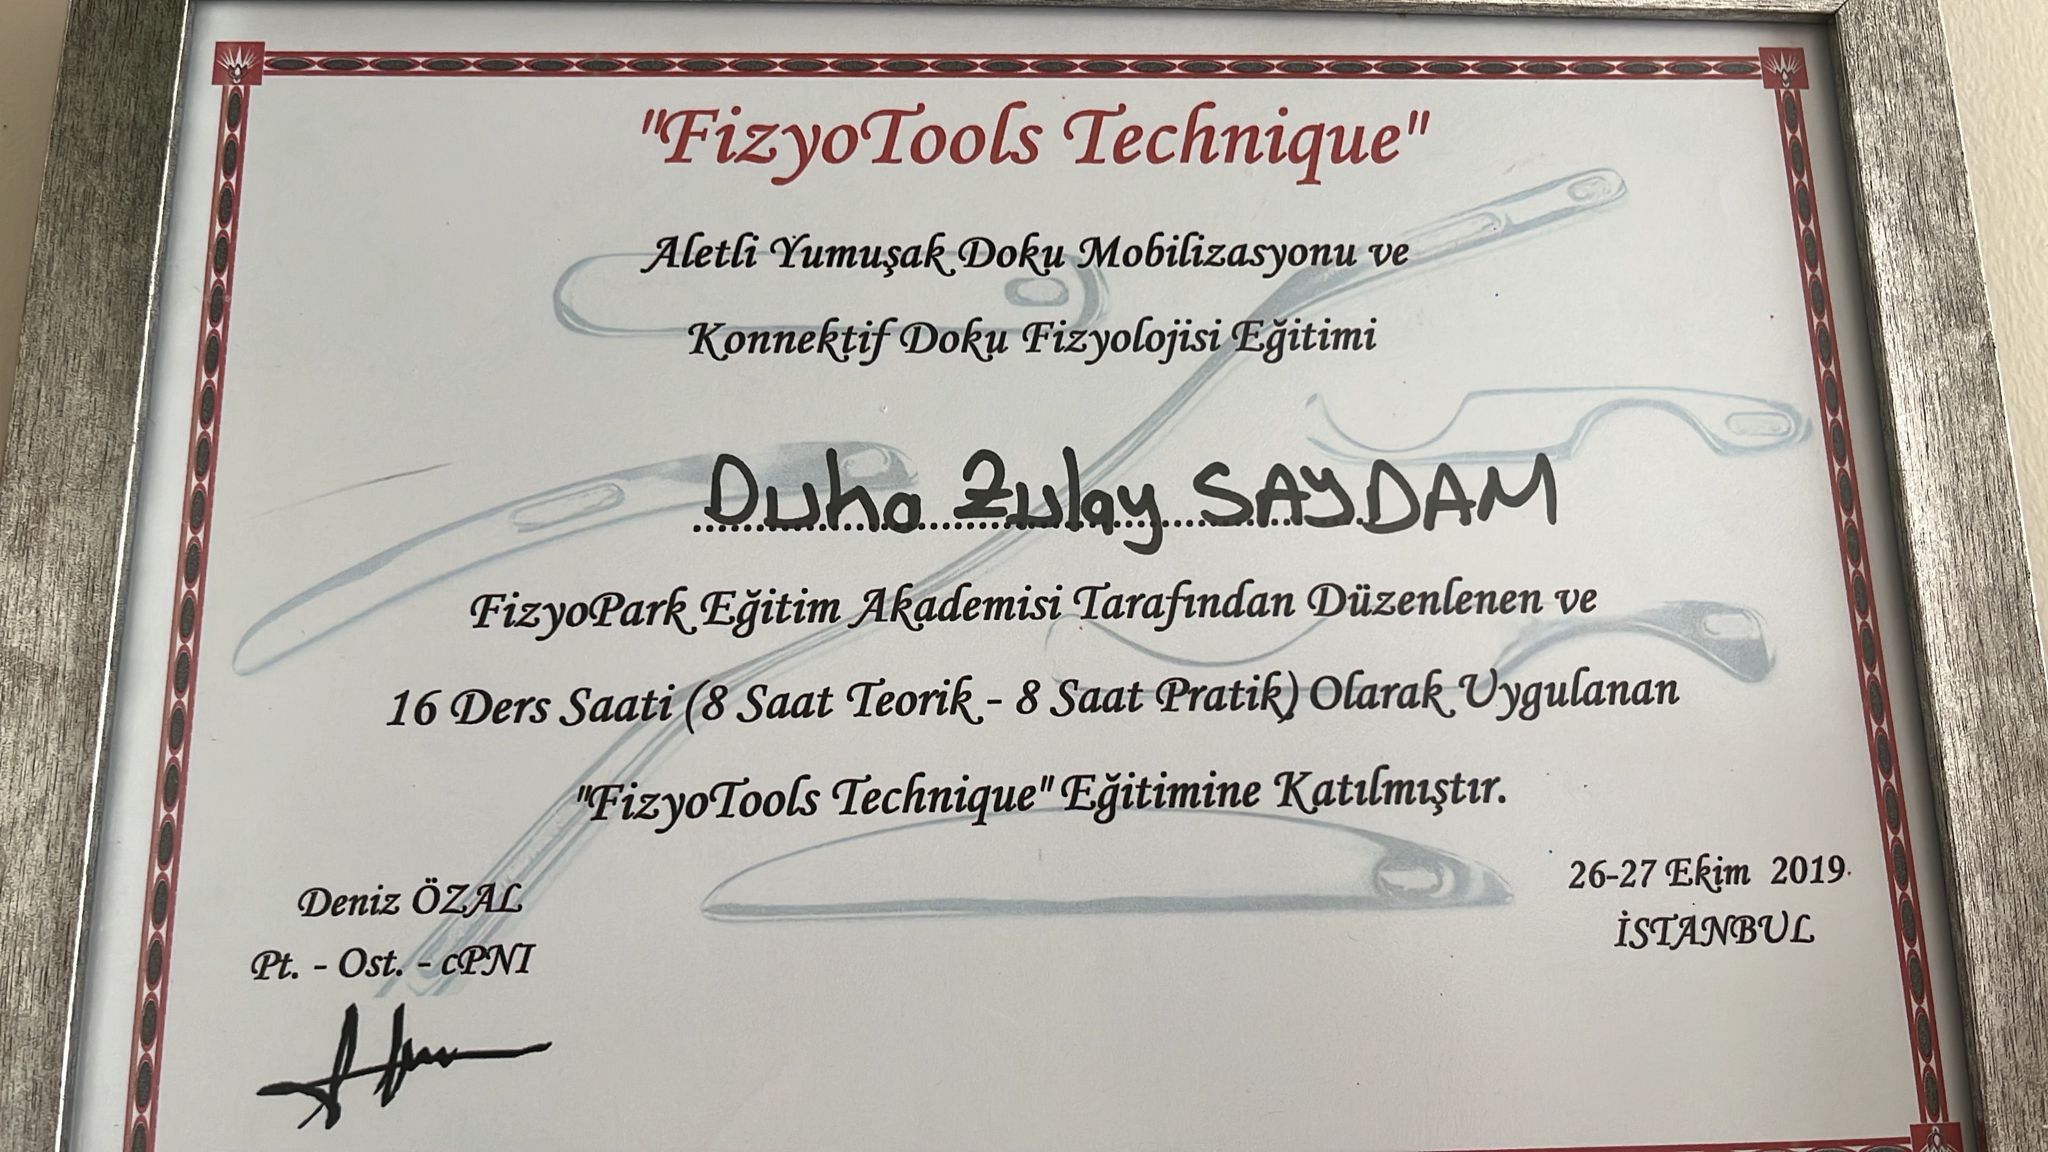 "FizyoTools Technique"
Aletli Yumuşak Doku Mobilizasyonu ve
Konnektif Doku Fizyolojisi Eğitimi
Duha Zulay SAYDAM
FizyoPark Eğitim Akademisi Tarafından Düzenlenen ve
16 Ders Saati (8 Saat Teorik - 8 Saat Pratik) Olarak Uygulanan
"FizyoTools Technique" Eğitimine Katılmıştır.
Deniz ÖZAL
Pt. - Ost. - cPNI
26-27 Ekim 2019
İSTANBUL